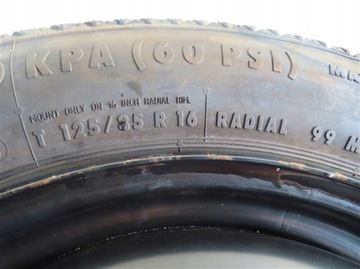 KPA (60 PSI)
MOUNT ONLY ON 16 INCH RADIAL RIM.
T 125/85 R 16 RADIAL 99 M